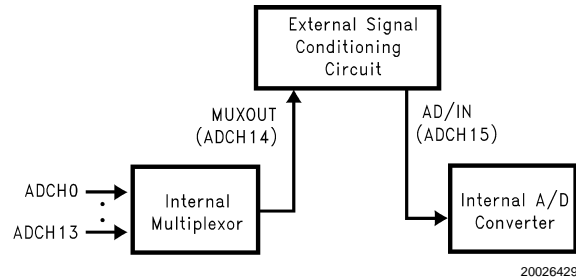 External Signal
Conditioning
Circuit
MUXOUT
(ADCH14)
AD/IN
(ADCH15)
ADCH0
ADCH13
Internal
Multiplexor
Internal A/D
Converter
20026429